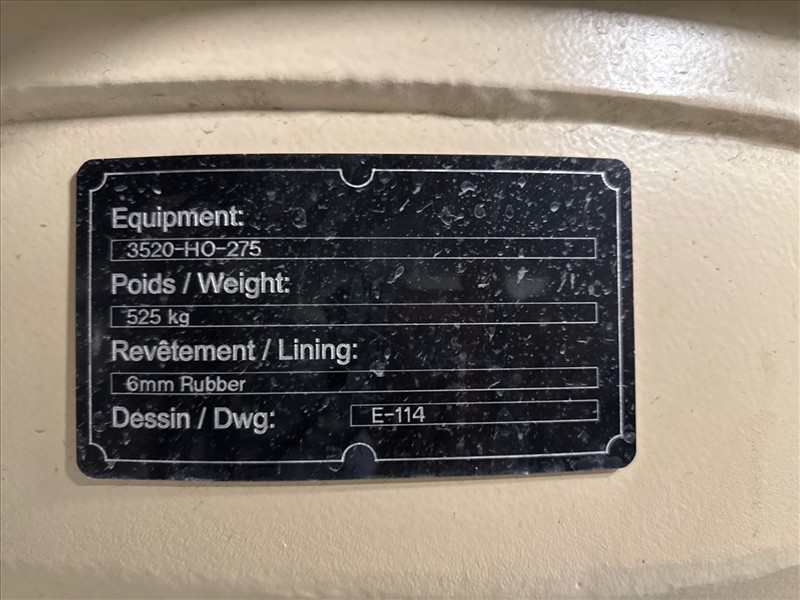 Equipment:
3520-HO-275
Poids / Weight:
525 kg
Revêtement / Lining:
6mm Rubber
Dessin / Dwg: E-114